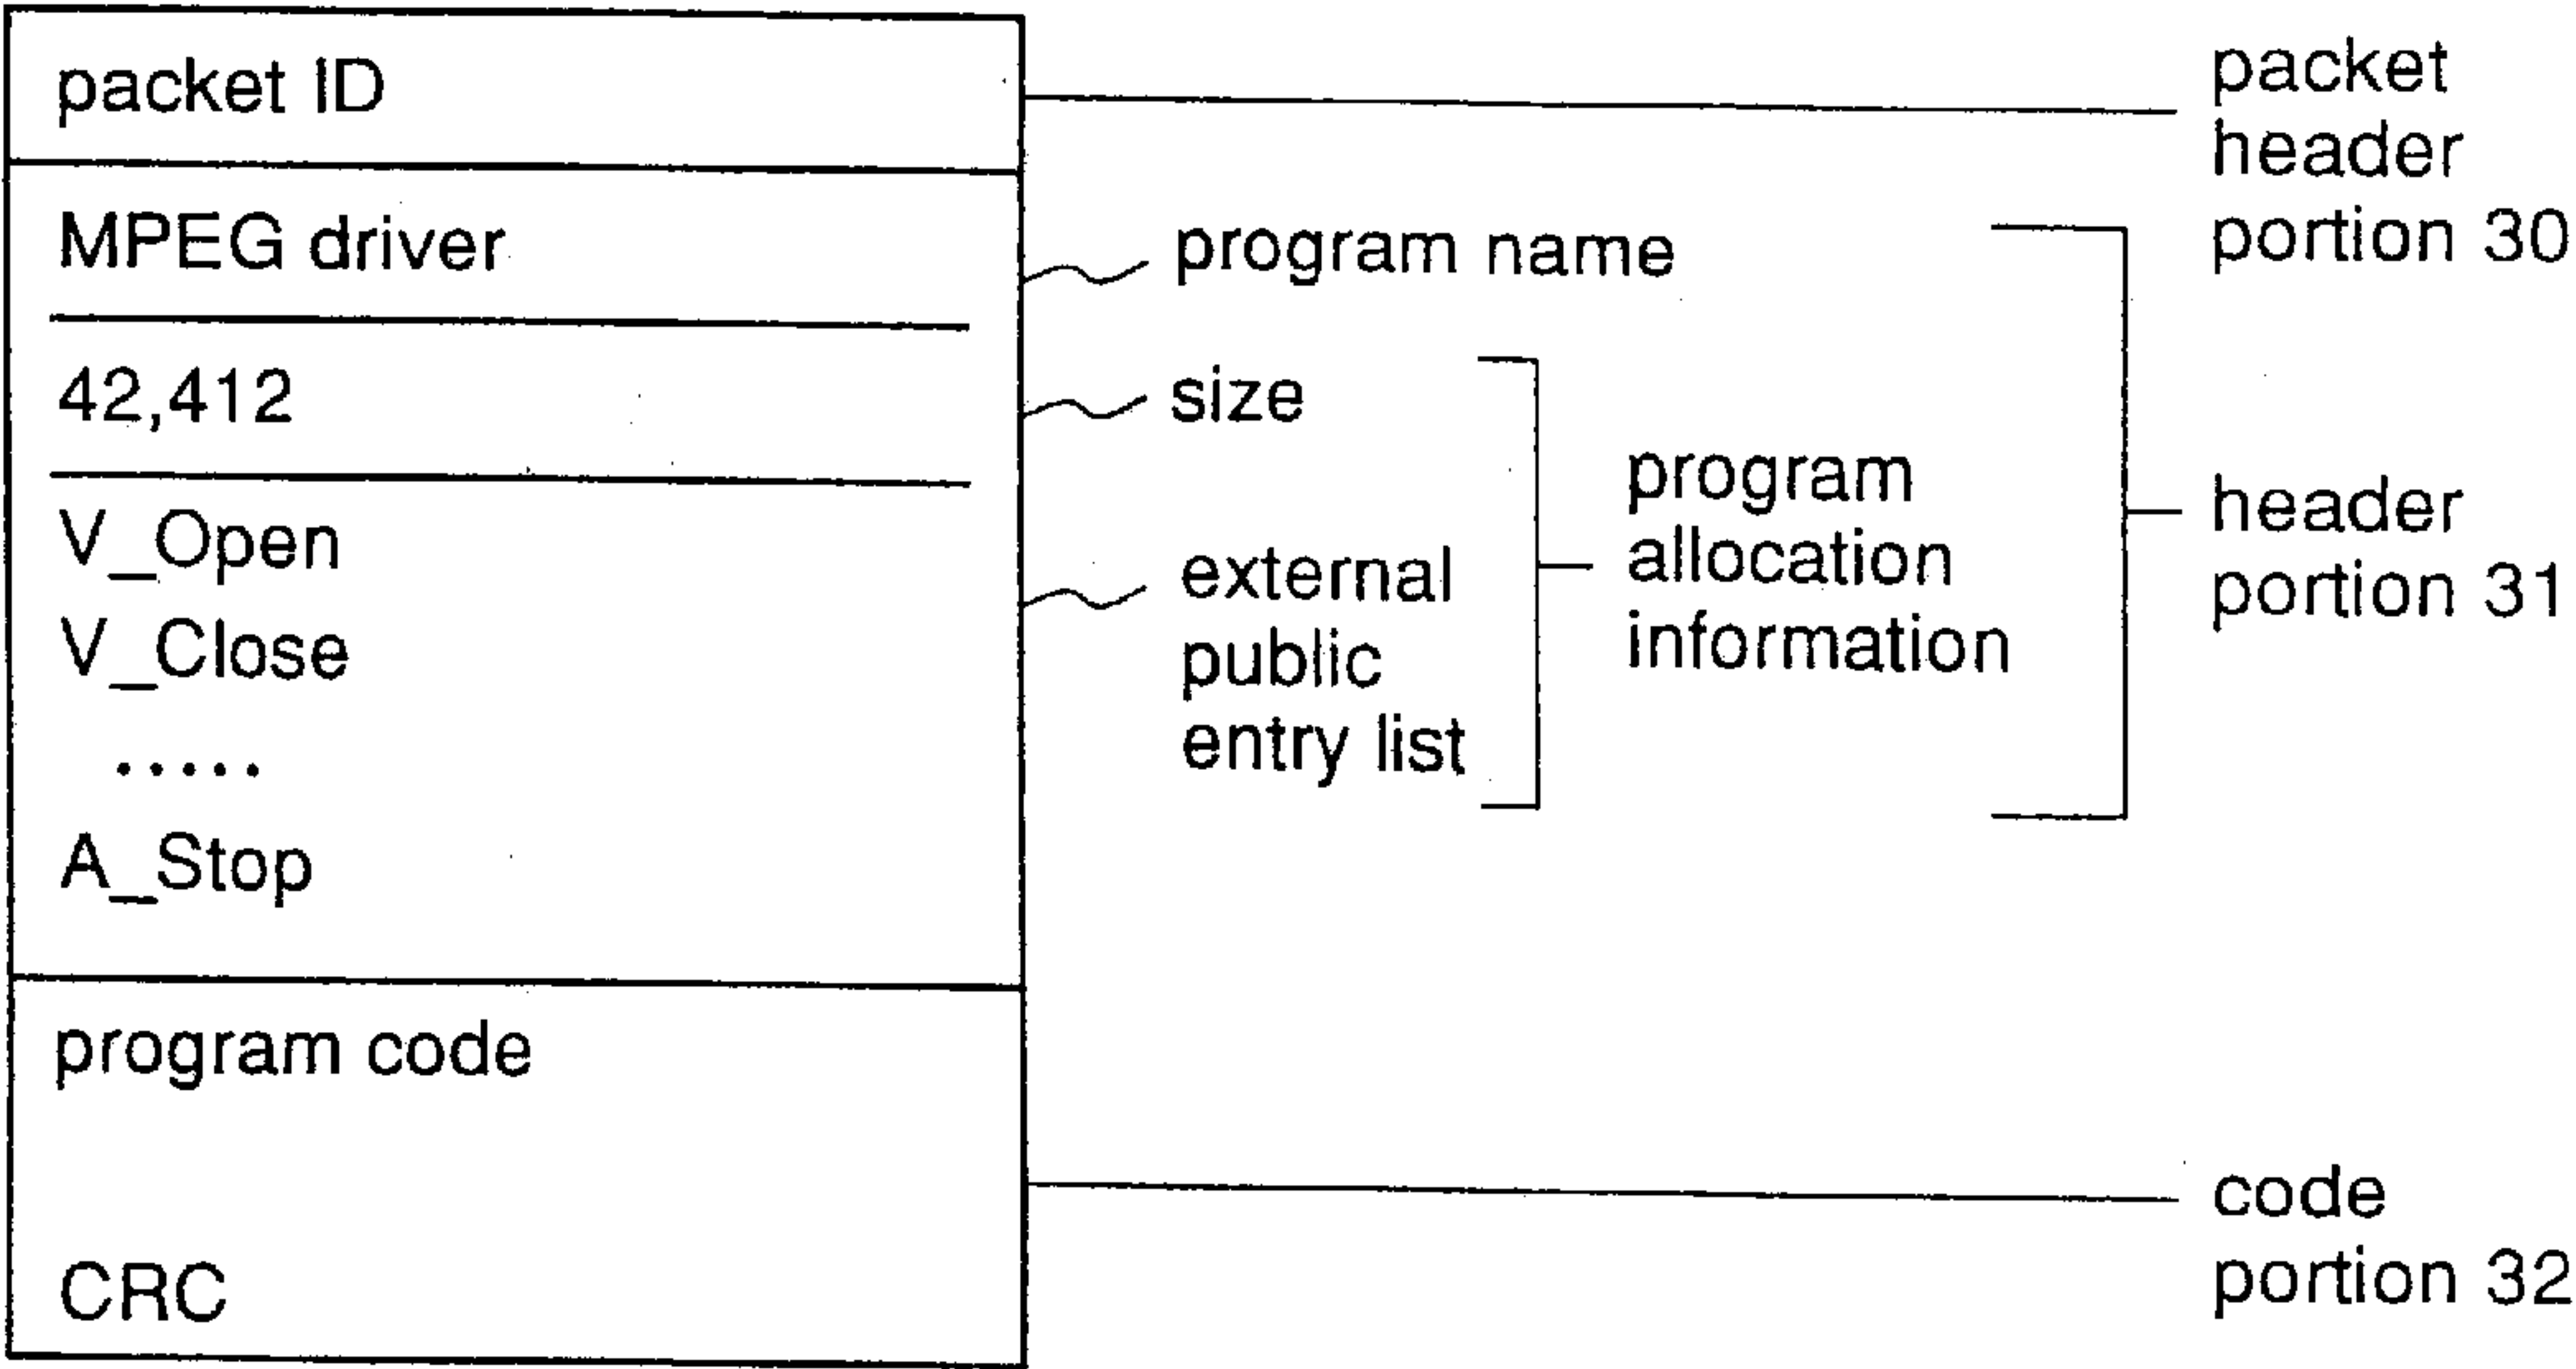 packet ID
MPEG driver
42,412
V_Open
V_Close
.....
A_Stop
program code
CRC
program name
size
external
public
entry list
program
allocation
information
packet
header
portion 30
header
portion 31
code
portion 32